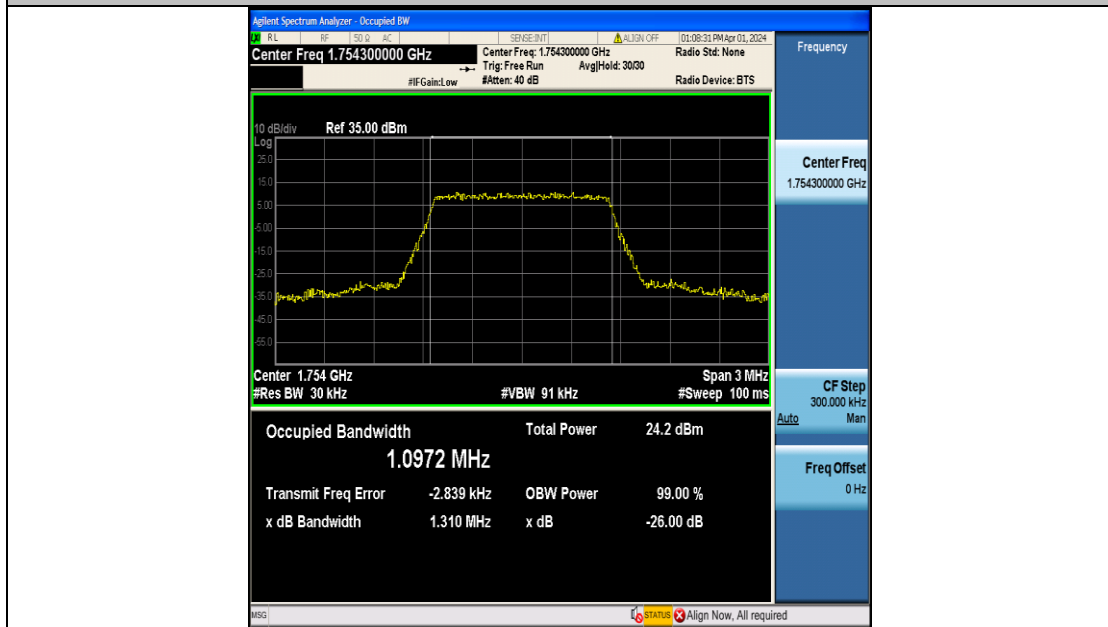 Agilent Spectrum Analyzer - Occupied BW
RL RF 50 Ω AC SENSE:INT ALIGN OFF 01:08:31 PM Apr 01, 2024
Center Freq 1.754300000 GHz
Center Freq: 1.754300000 GHz
Radio Std: None
Trig: Free Run Avg|Hold: 30/30
#IFGain:Low
#Atten: 40 dB
Radio Device: BTS
10 dB/div Ref 35.00 dBm
Log
25.0
15.0
5.00
-5.00
-15.0
-25.0
-35.0
-45.0
-55.0
Center 1.754 GHz
Span 3 MHz
#Res BW 30 kHz
#VBW 91 kHz
#Sweep 100 ms
Occupied Bandwidth
Total Power 24.2 dBm
1.0972 MHz
Transmit Freq Error -2.839 kHz
OBW Power 99.00 %
x dB Bandwidth 1.310 MHz
x dB -26.00 dB
Frequency
Center Freq
1.754300000 GHz
CF Step
300.000 kHz
Auto Man
Freq Offset
0 Hz
MSG
STATUS Align Now, All required